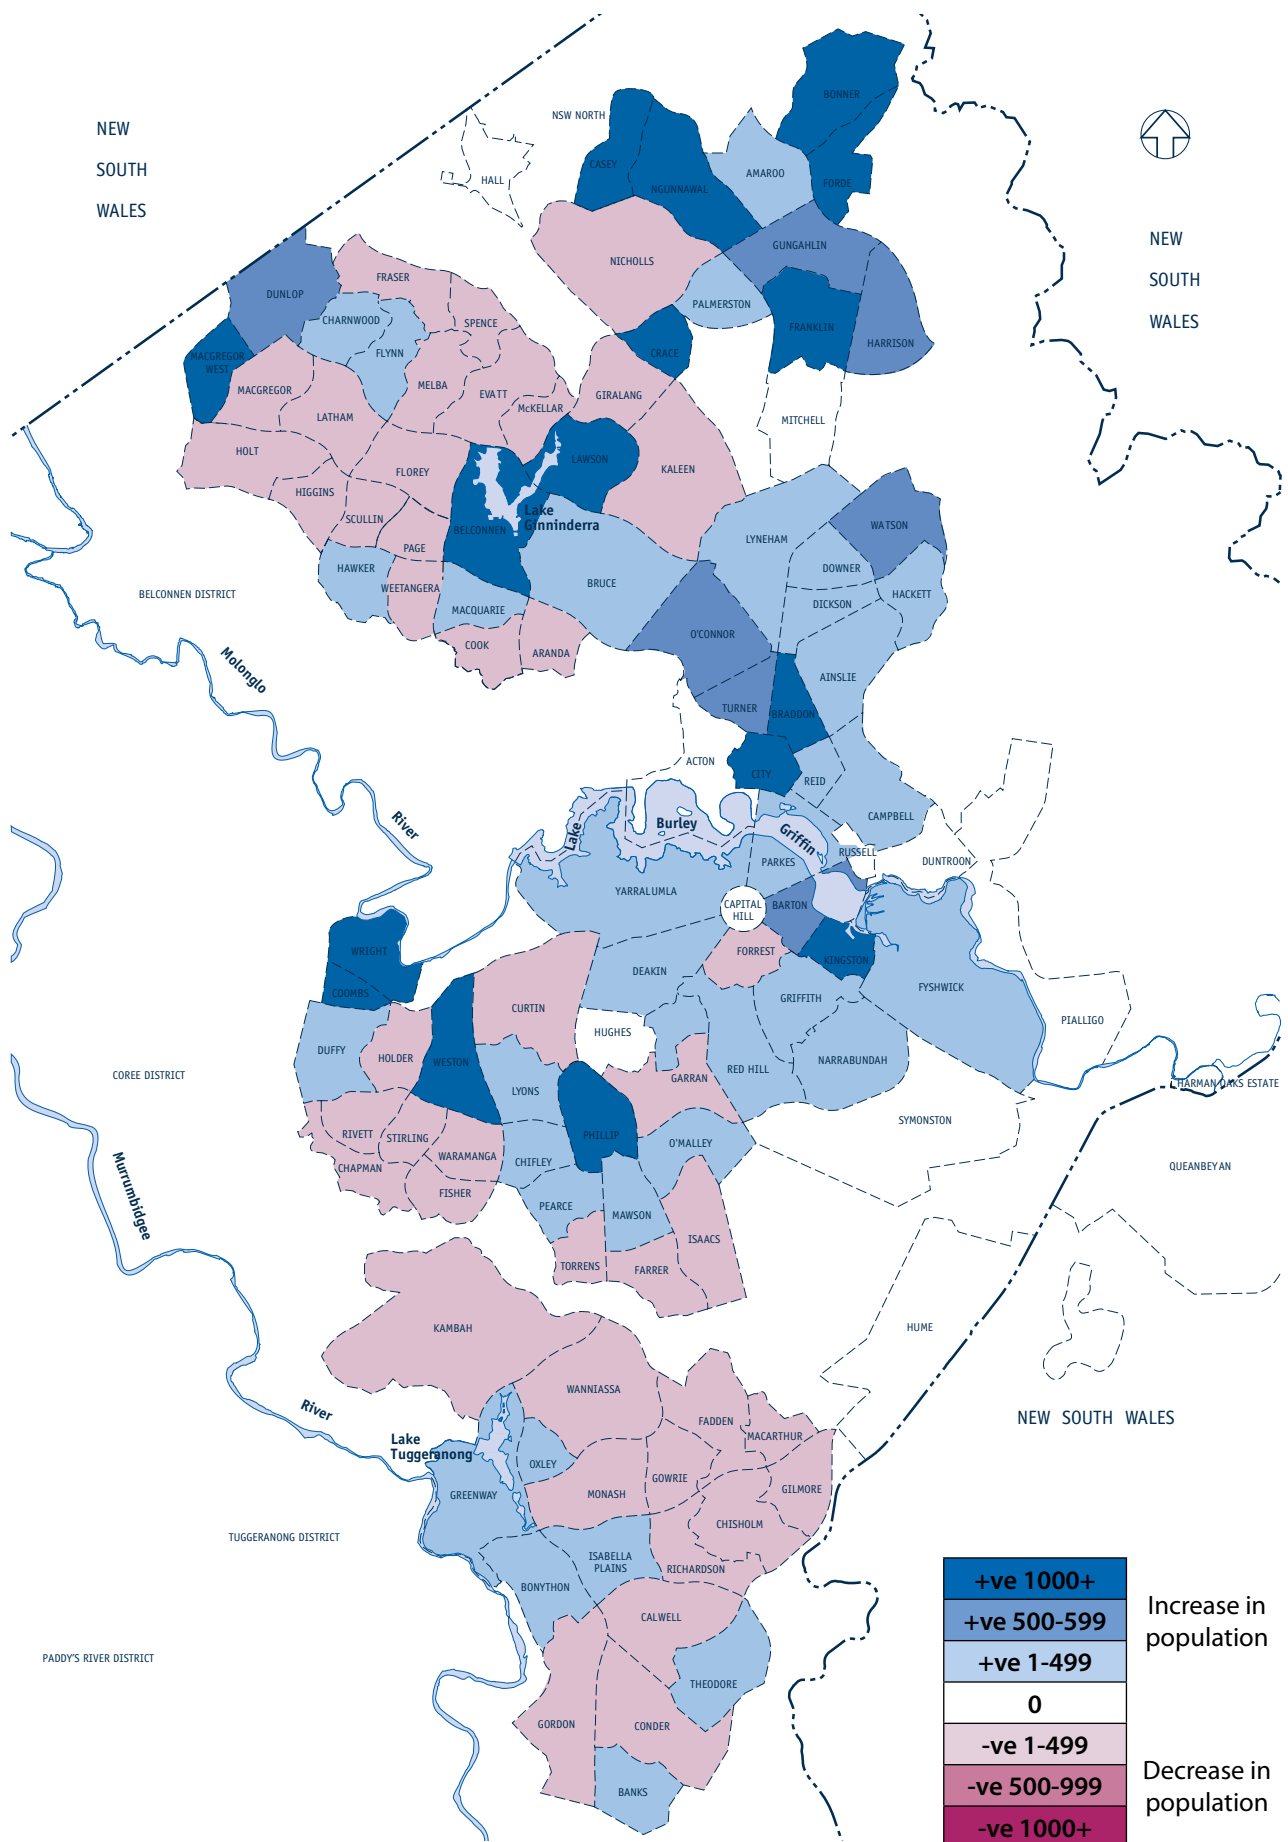 NEW
SOUTH
WALES
NSW NORTH
HALL
CASEY
NGUNNAWAL
BONNER
AMAROO
FORDE
NEW
SOUTH
WALES
NICHOLLS
GUNGAHLIN
PALMERSTON
FRANKLIN
HARRISON
CRACE
MITCHELL
DUNLOP
FRASER
CHARNWOOD
SPENCE
FLYNN
MACGREGOR
WEST
MACGREGOR
MELBA
EVATT
McKELLAR
GIRALANG
LATHAM
HOLT
FLOREY
LAWSON
KALEEN
HIGGINS
SCULLIN
PAGE
BELCONNEN
Lake
Ginninderra
HAWKER
WEETANGERA
MACQUARIE
BRUCE
COOK
ARANDA
LYNEHAM
WATSON
DOWNER
DICKSON
HACKETT
O'CONNOR
AINSLIE
TURNER
BRADDON
BELCONNEN DISTRICT
Molonglo
River
ACTON
CITY
REID
CAMPBELL
Lake
Burley
Griffin
RUSSELL
DUNTROON
PARKES
YARRALUMLA
CAPITAL
HILL
BARTON
FORREST
KINGSTON
DEAKIN
GRIFFITH
FYSHWICK
PIALLIGO
HARMAN OAKS ESTATE
WRIGHT
COOMBS
CURTIN
HUGHES
DUFFY
HOLDER
WESTON
LYONS
GARRAN
RED HILL
NARRABUNDAH
SYMONSTON
COREE DISTRICT
QUEANBEYAN
RIVETT
STIRLING
CHAPMAN
WARAMANGA
FISHER
PHILLIP
CHIFLEY
O'MALLEY
PEARCE
MAWSON
ISAACS
TORRENS
FARRER
Murrumbidgee
River
KAMBAH
HUME
WANNIASSA
FADDEN
MACARTHUR
NEW SOUTH WALES
Lake
Tuggeranong
OXLEY
GOWRIE
GILMORE
GREENWAY
MONASH
CHISHOLM
TUGGERANONG DISTRICT
ISABELLA
PLAINS
RICHARDSON
BONYTHON
CALWELL
PADDY'S RIVER DISTRICT
THEODORE
GORDON
CONDER
BANKS
+ve 1000+
+ve 500-599
+ve 1-499
0
-ve 1-499
-ve 500-999
-ve 1000+
Increase in
population
Decrease in
population